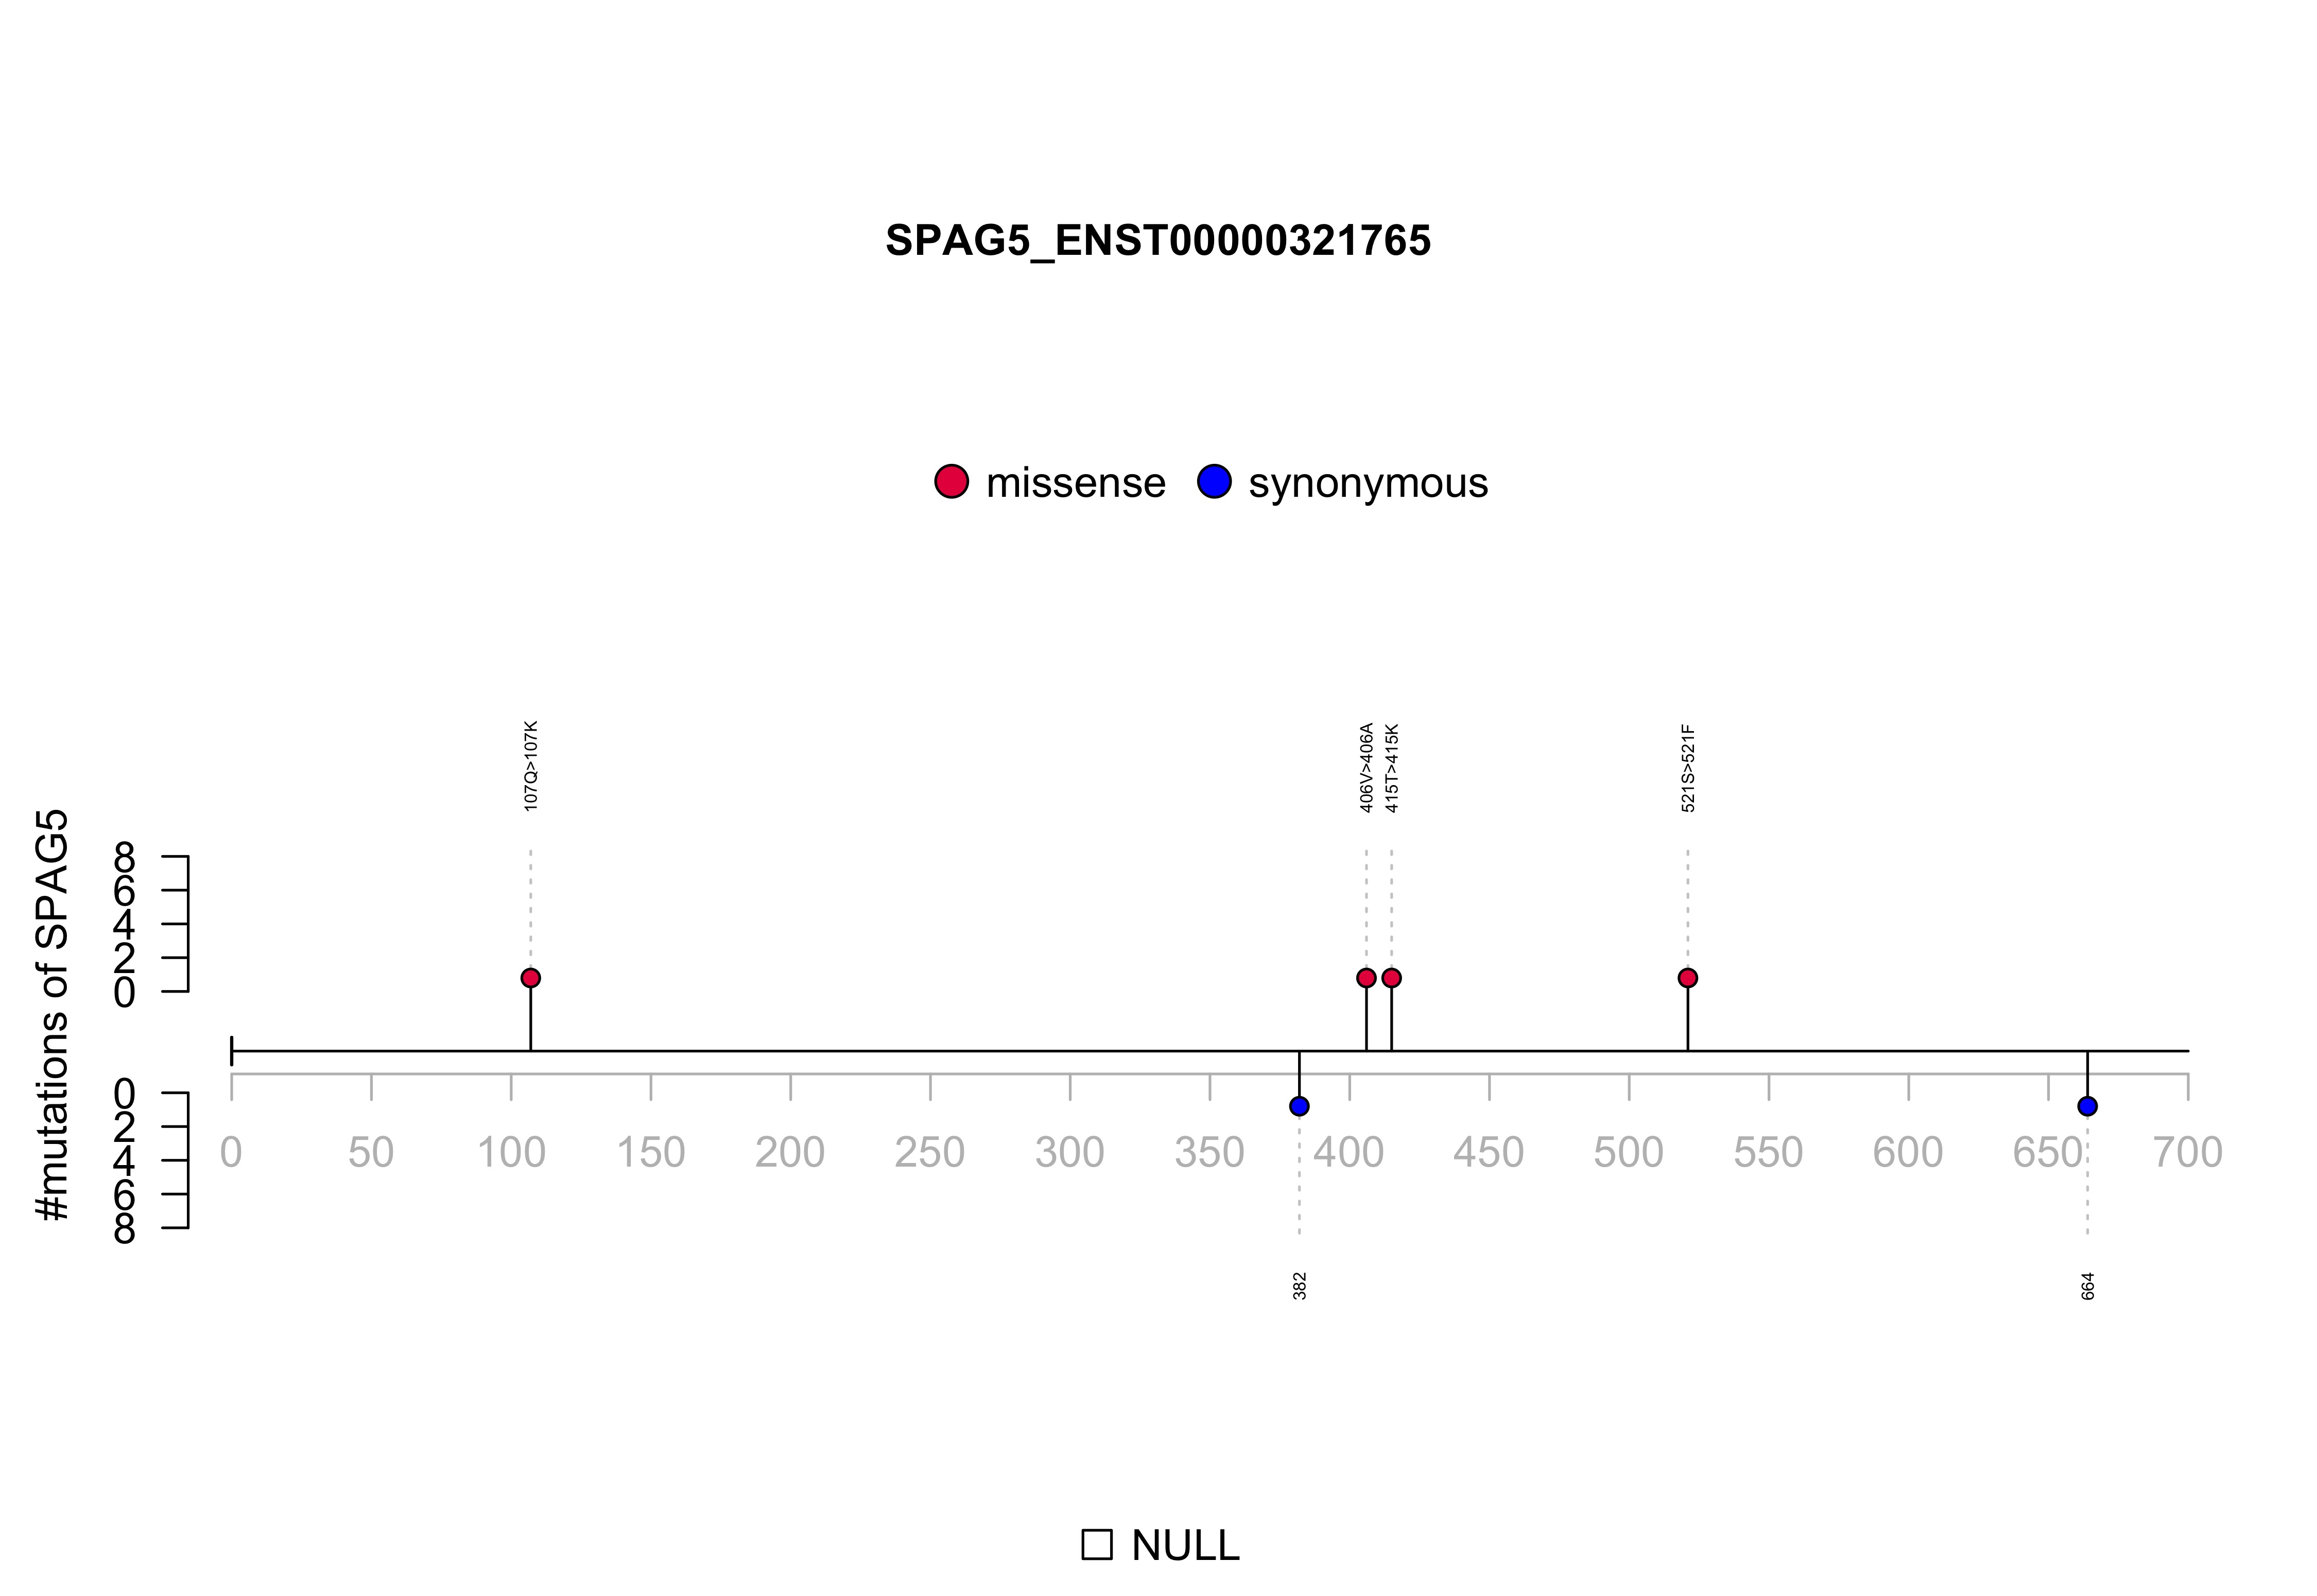 SPAG5_ENST00000321765
missense synonymous
107Q>107K
406V>406A
415T>415K
521S>521F
#mutations of SPAG5
8
6
4
2
0
0
2
4
6
8
0 50 100 150 200 250 300 350 400 450 500 550 600 650 700
382
664
NULL